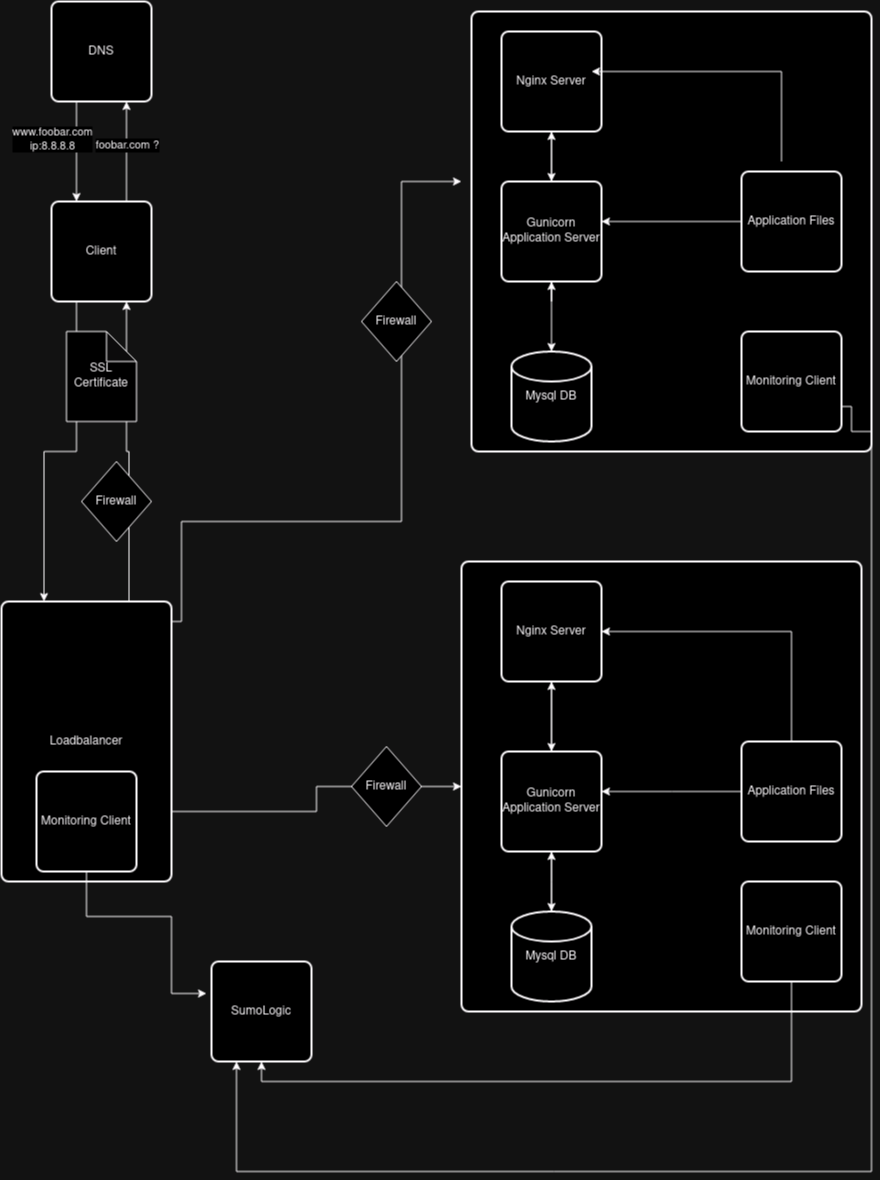 DNS
www.foobar.com
ip:8.8.8.8
foobar.com ?
Client
SSL
Certificate
Firewall
Loadbalancer
Monitoring Client
SumoLogic
Firewall
Nginx Server
Gunicorn
Application Server
Mysql DB
Application Files
Monitoring Client
Firewall
Nginx Server
Gunicorn
Application Server
Mysql DB
Application Files
Monitoring Client